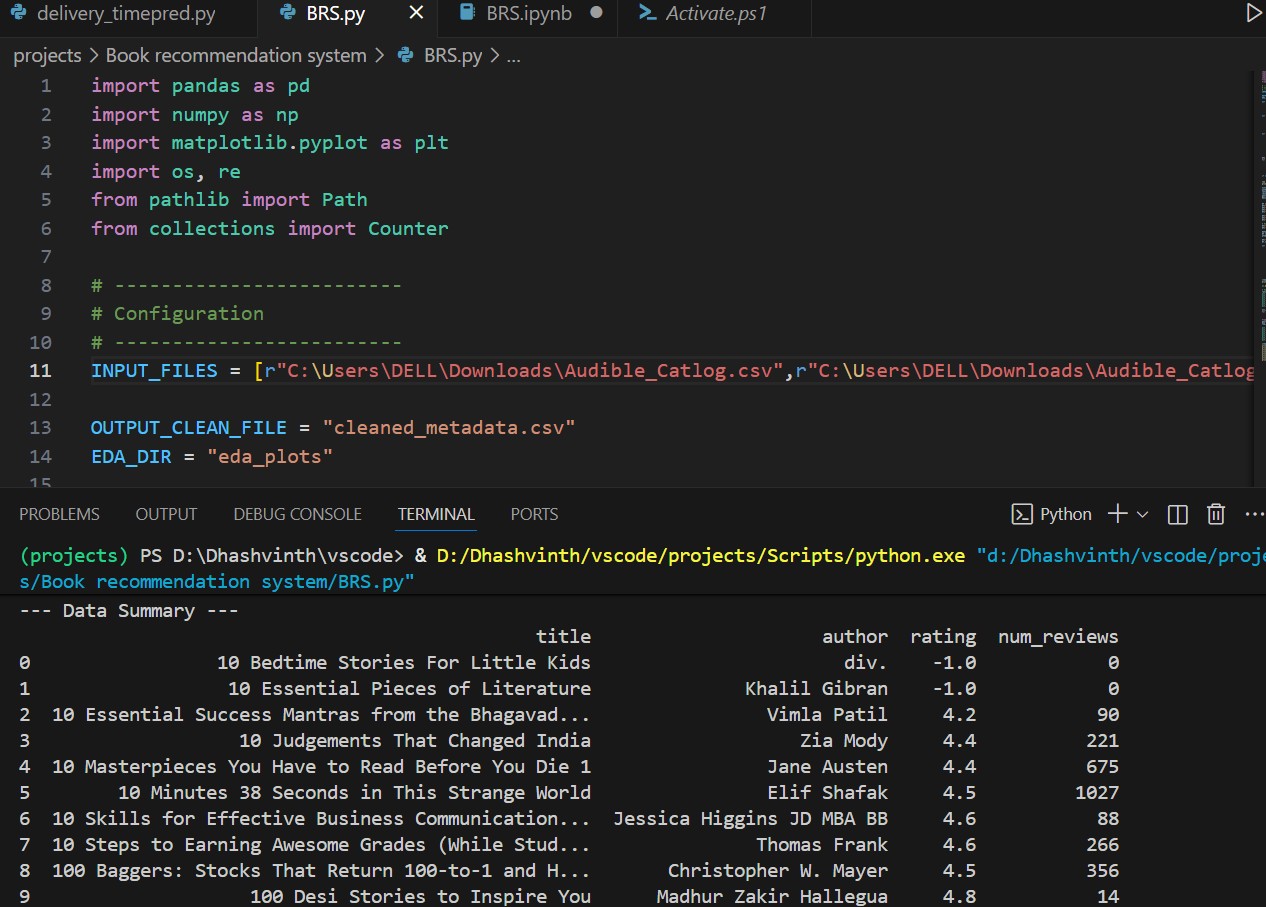 delivery_timepred.py BRS.py BRS.ipynb Activate.ps1
projects > Book recommendation system > BRS.py > ...
1 import pandas as pd
2 import numpy as np
3 import matplotlib.pyplot as plt
4 import os, re
5 from pathlib import Path
6 from collections import Counter
7
8 # -------------------------
9 # Configuration
10 # -------------------------
11 INPUT_FILES = [r"C:\Users\DELL\Downloads\Audible_Catlog.csv",r"C:\Users\DELL\Downloads\Audible_Catlog
12
13 OUTPUT_CLEAN_FILE = "cleaned_metadata.csv"
14 EDA_DIR = "eda_plots"
15
PROBLEMS OUTPUT DEBUG CONSOLE TERMINAL PORTS Python
(projects) PS D:\Dhashvinth\vscode> & D:/Dhashvinth/vscode/projects/Scripts/python.exe "d:/Dhashvinth/vscode/proje
s/Book recommendation system/BRS.py"
--- Data Summary ---
title author rating num_reviews
0 10 Bedtime Stories For Little Kids div. -1.0 0
1 10 Essential Pieces of Literature Khalil Gibran -1.0 0
2 10 Essential Success Mantras from the Bhagavad... Vimla Patil 4.2 90
3 10 Judgements That Changed India Zia Mody 4.4 221
4 10 Masterpieces You Have to Read Before You Die 1 Jane Austen 4.4 675
5 10 Minutes 38 Seconds in This Strange World Elif Shafak 4.5 1027
6 10 Skills for Effective Business Communication... Jessica Higgins JD MBA BB 4.6 88
7 10 Steps to Earning Awesome Grades (While Stud... Thomas Frank 4.6 266
8 100 Baggers: Stocks That Return 100-to-1 and H... Christopher W. Mayer 4.5 356
9 100 Desi Stories to Inspire You Madhur Zakir Hallegua 4.8 14